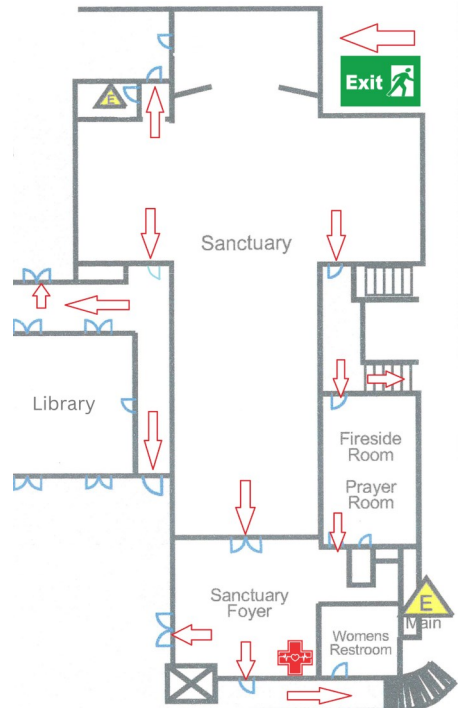 Exit
E
Sanctuary
Library
Fireside
Room
Prayer
Room
Sanctuary
Foyer
E
Main
Womens
Restroom